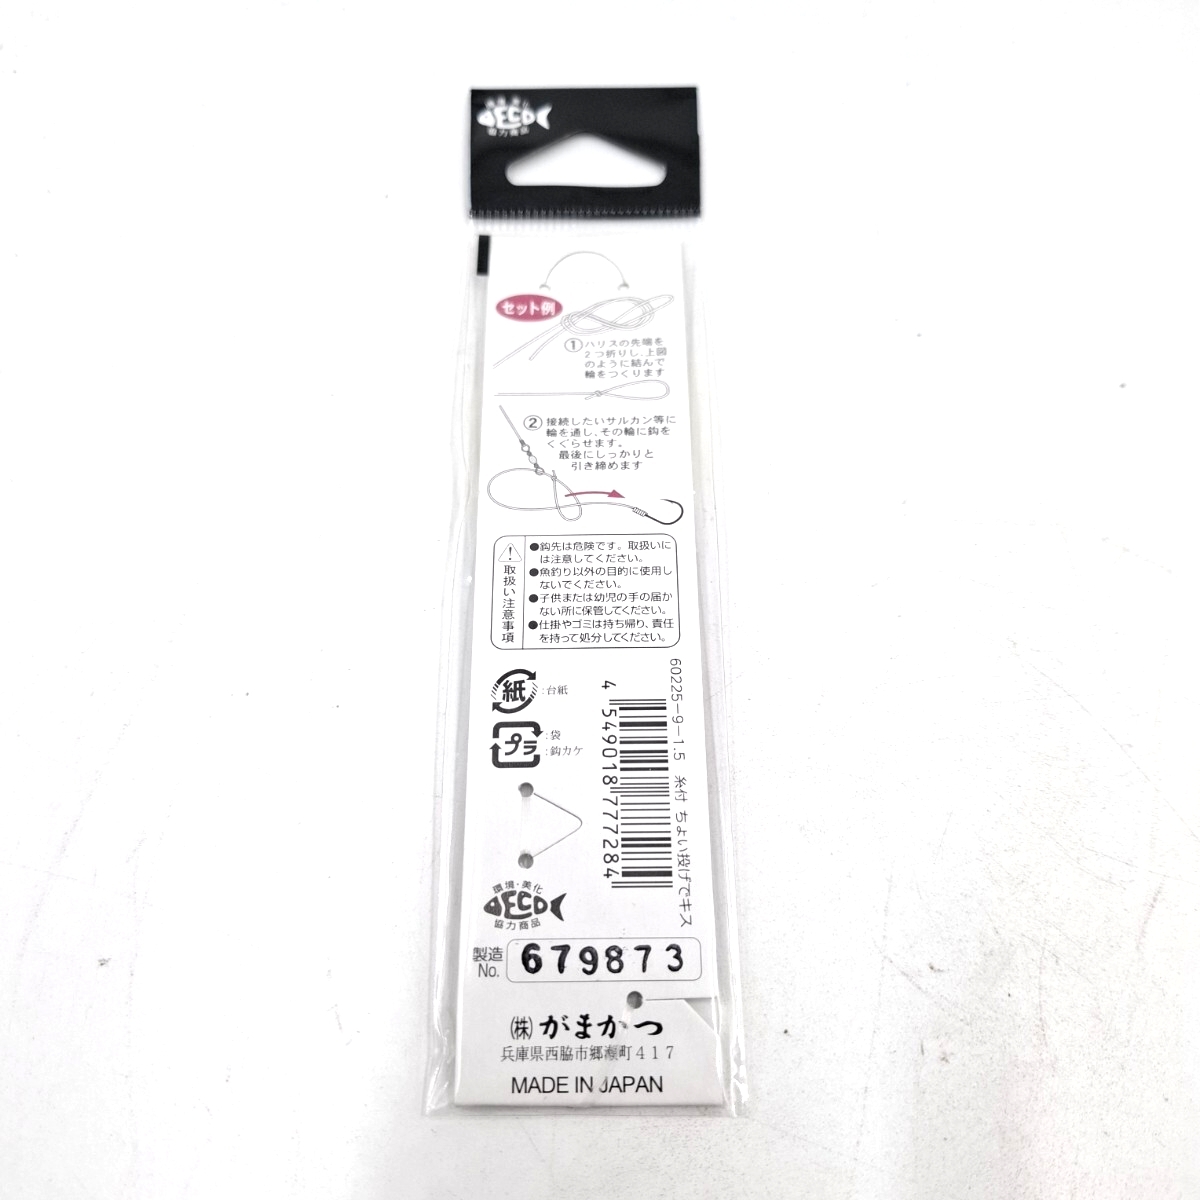 環境・美化
ECO
協力商品
セット例
① ハリスの先端を
2つ折りし、上図
のように結んで
輪をつくります
② 接続したいサルカン等に
輪を通し、その輪に鈎を
くぐらせます。
最後にしっかりと
引き締めます
取扱い注意事項
●鈎先は危険です。取扱いに
は注意してください。
●魚釣り以外の目的に使用し
ないでください。
●子供または幼児の手の届か
ない所に保管してください。
●仕掛やゴミは持ち帰り、責任
を持って処分してください。
紙 :台紙
プラ :袋
:鈎カケ
60225-9-1.5 糸付 ちょい投げでキス
4 549018 777284
環境・美化
ECO
協力商品
製造
No. 679873
㈱がまかつ
兵庫県西脇市郷瀬町417
MADE IN JAPAN